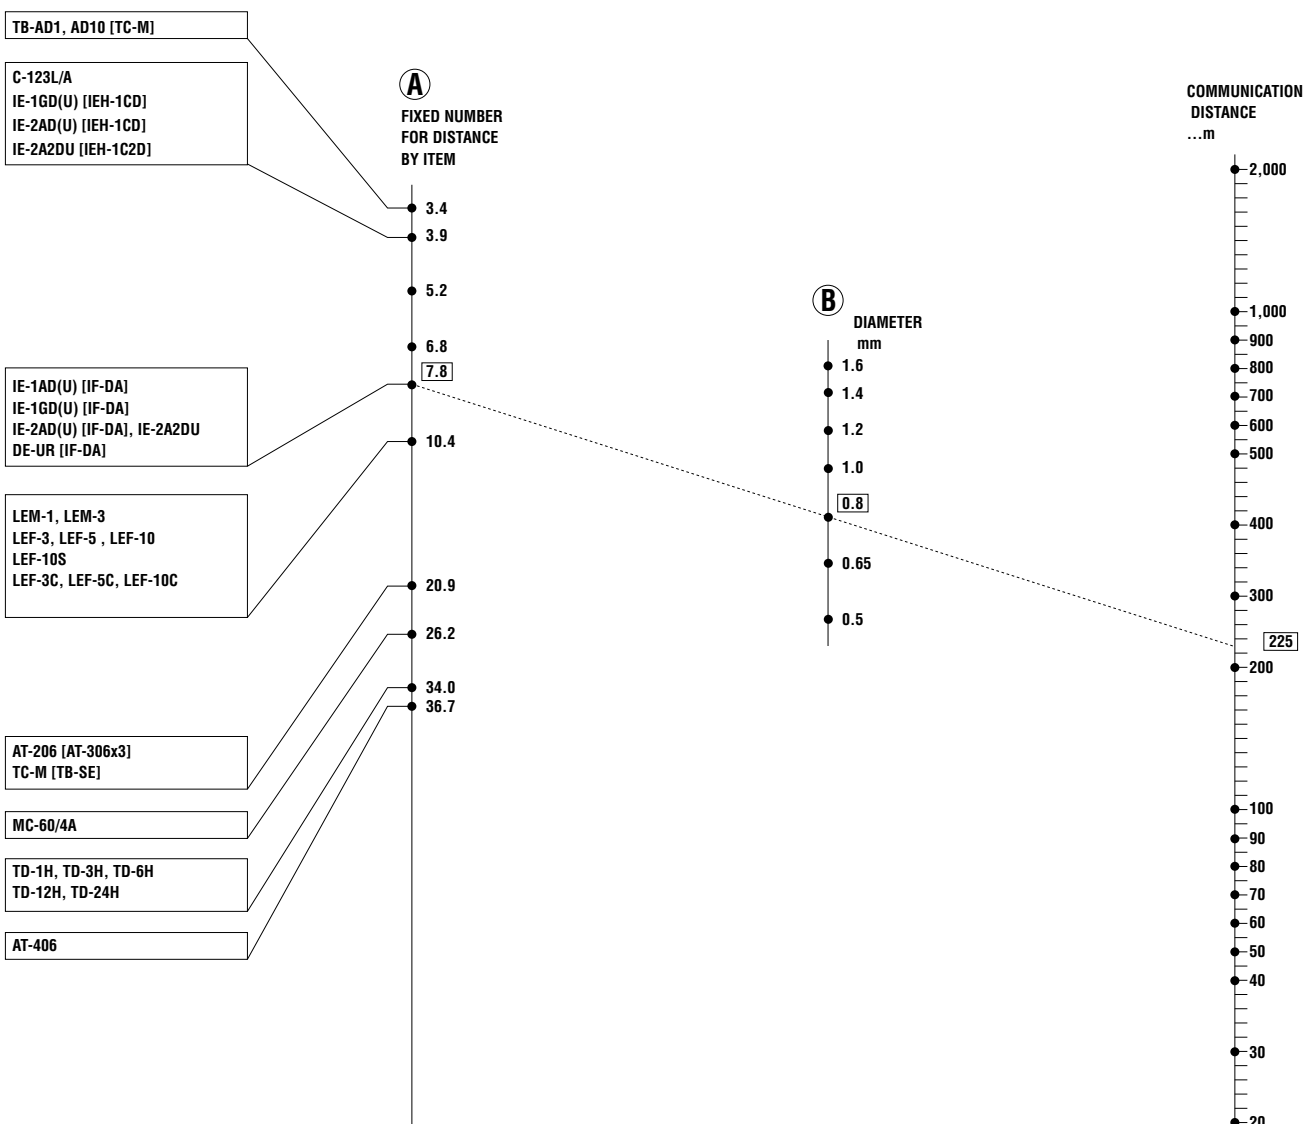 TB-AD1, AD10 [TC-M]
C-123L/A
IE-1GD(U) [IEH-1CD]
IE-2AD(U) [IEH-1CD]
IE-2A2DU [IEH-1C2D]
IE-1AD(U) [IF-DA]
IE-1GD(U) [IF-DA]
IE-2AD(U) [IF-DA], IE-2A2DU
DE-UR [IF-DA]
LEM-1, LEM-3
LEF-3, LEF-5 , LEF-10
LEF-10S
LEF-3C, LEF-5C, LEF-10C
AT-206 [AT-306x3]
TC-M [TB-SE]
MC-60/4A
TD-1H, TD-3H, TD-6H
TD-12H, TD-24H
AT-406
A
FIXED NUMBER
FOR DISTANCE
BY ITEM
3.4
3.9
5.2
6.8
7.8
10.4
20.9
26.2
34.0
36.7
B
DIAMETER
mm
1.6
1.4
1.2
1.0
0.8
0.65
0.5
COMMUNICATION
DISTANCE
...m
2,000
1,000
900
800
700
600
500
400
300
225
200
100
90
80
70
60
50
40
30
20